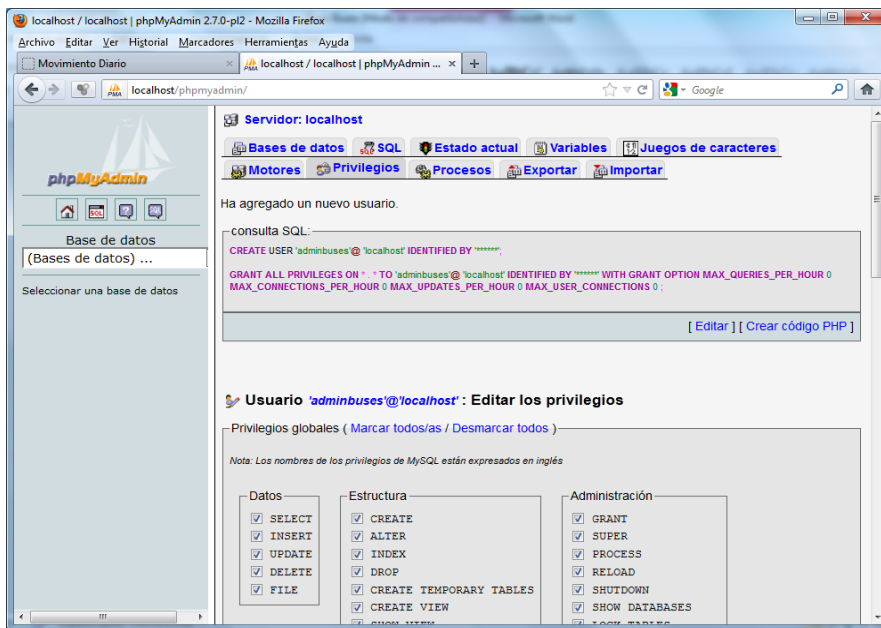 localhost / localhost | phpMyAdmin 2.7.0-pl2 - Mozilla Firefox
Archivo Editar Ver Historial Marcadores Herramientas Ayuda
Movimiento Diario
localhost / localhost | phpMyAdmin ...
localhost/phpmyadmin/
Google
phpMyAdmin
SQL
Base de datos
(Bases de datos) ...
Seleccionar una base de datos
Servidor: localhost
Bases de datos SQL Estado actual Variables Juegos de caracteres
Motores Privilegios Procesos Exportar Importar
Ha agregado un nuevo usuario.
consulta SQL:
CREATE USER 'adminbuses'@ 'localhost' IDENTIFIED BY '******';
GRANT ALL PRIVILEGES ON * . * TO 'adminbuses'@ 'localhost' IDENTIFIED BY '******' WITH GRANT OPTION MAX_QUERIES_PER_HOUR 0
MAX_CONNECTIONS_PER_HOUR 0 MAX_UPDATES_PER_HOUR 0 MAX_USER_CONNECTIONS 0 ;
[ Editar ] [ Crear código PHP ]
Usuario 'adminbuses'@'localhost' : Editar los privilegios
Privilegios globales ( Marcar todos/as / Desmarcar todos )
Nota: Los nombres de los privilegios de MySQL están expresados en inglés
Datos
SELECT
INSERT
UPDATE
DELETE
FILE
Estructura
CREATE
ALTER
INDEX
DROP
CREATE TEMPORARY TABLES
CREATE VIEW
SHOW VIEW
Administración
GRANT
SUPER
PROCESS
RELOAD
SHUTDOWN
SHOW DATABASES
LOCK TABLES